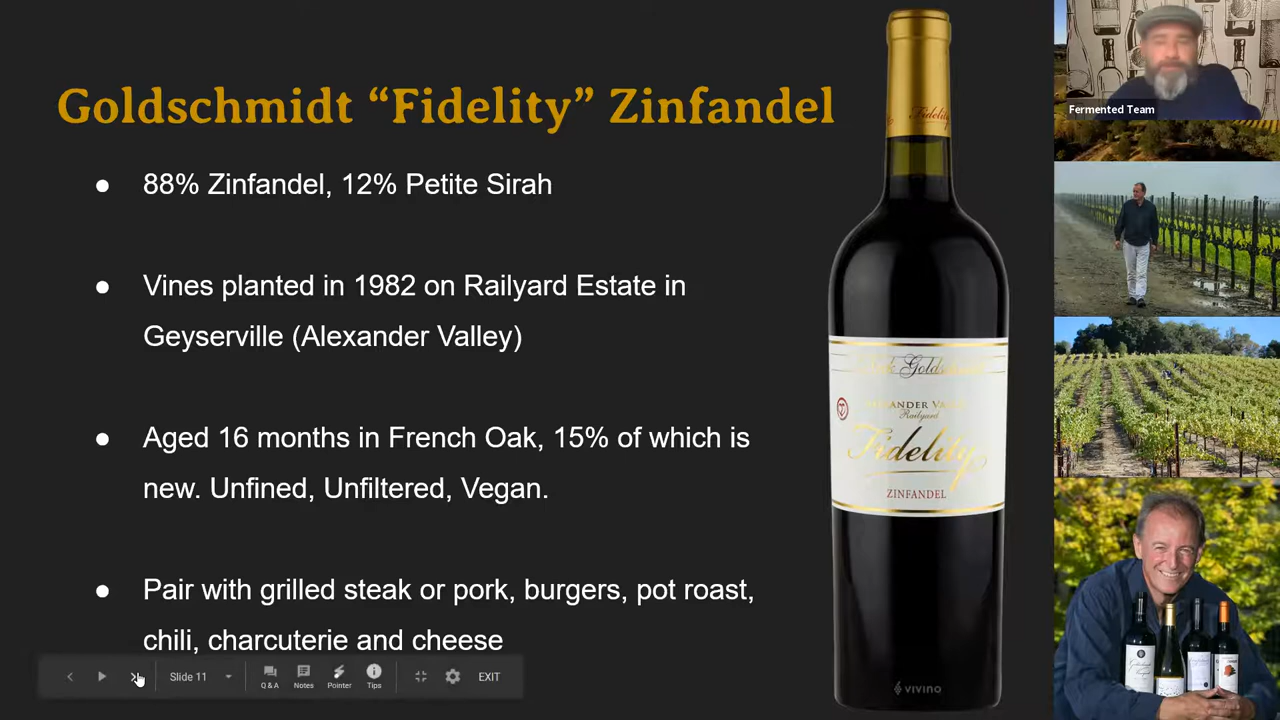 Goldschmidt “Fidelity” Zinfandel
● 88% Zinfandel, 12% Petite Sirah
● Vines planted in 1982 on Railyard Estate in
Geyserville (Alexander Valley)
● Aged 16 months in French Oak, 15% of which is
new. Unfined, Unfiltered, Vegan.
● Pair with grilled steak or pork, burgers, pot roast,
chili, charcuterie and cheese
Slide 11
Q & A
Notes
Pointer
Tips
EXIT
Fidelity
Railyard
Fidelity
ZINFANDEL
VIVINO
Fermented Team